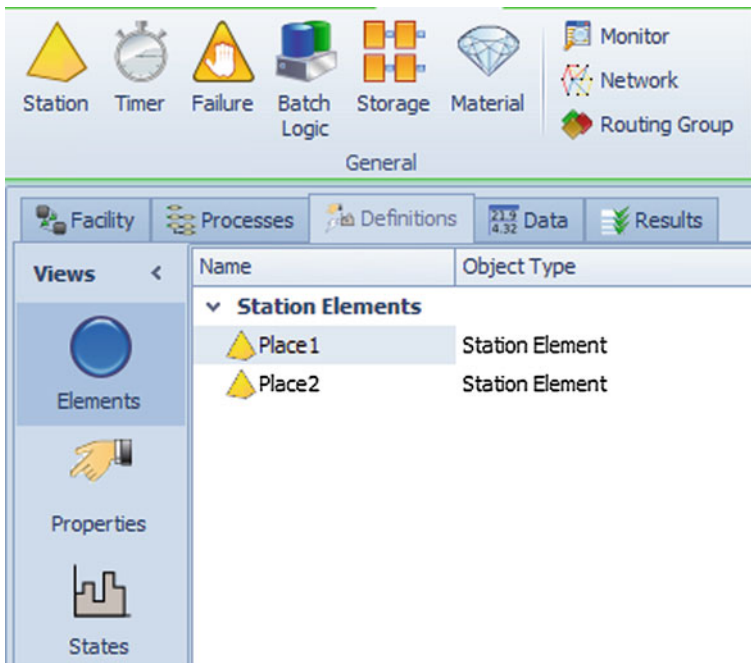 Station Timer Failure Batch Logic Storage Material
Monitor
Network
Routing Group
General
Facility Processes Definitions 21.9 4.32 Data Results
Views < Name Object Type
Station Elements
Place1 Station Element
Place2 Station Element
Elements
Properties
States